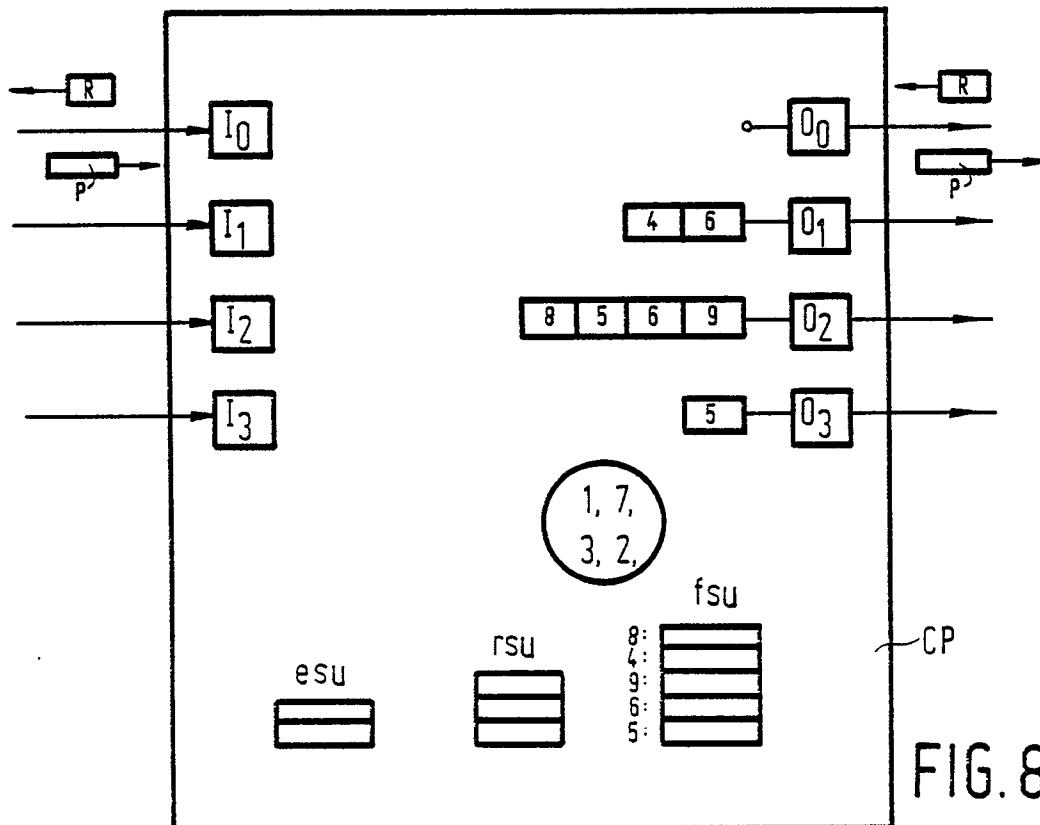 R R
I0 O0
P P
I1 4 6 O1
I2 8 5 6 9 O2
I3 5 O3
1, 7,
3, 2,
fsu
rsu
esu
8:
4:
9:
6:
5:
CP
FIG. 8